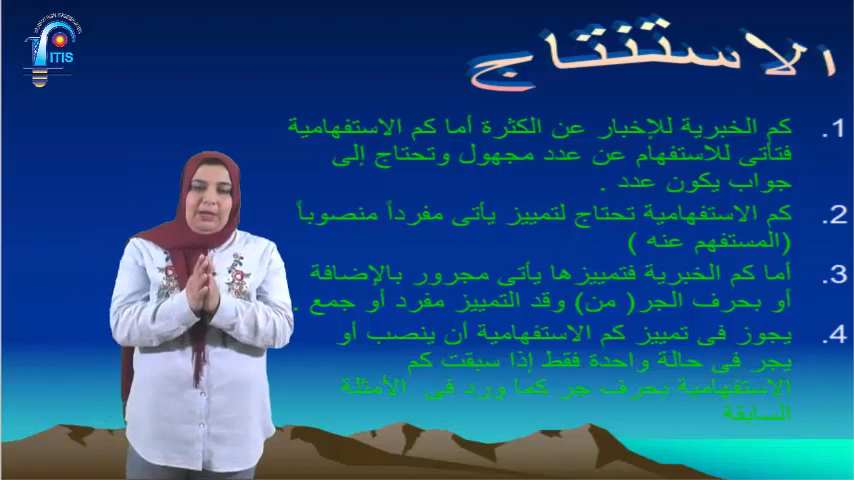 الاستنتاج
1. كم الخبرية للإخبار عن الكثرة أما كم الاستفهامية
فتأتى للاستفهام عن عدد مجهول وتحتاج إلى
جواب يكون عدد .
2. كم الاستفهامية تحتاج لتمييز يأتى مفرداً منصوباً
(المستفهم عنه )
3. أما كم الخبرية فتمييزها يأتى مجرور بالإضافة
أو بحرف الجر( من) وقد التمييز مفرد أو جمع .
4. يجوز فى تمييز كم الاستفهامية أن ينصب أو
يجر فى حالة واحدة فقط إذا سبقت كم
الاستفهامية بحرف جر كما ورد فى الأمثلة
السابقة
ITIS